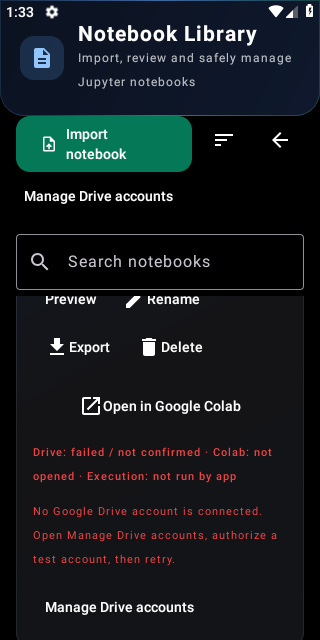 1:33
Notebook Library
Import, review and safely manage
Jupyter notebooks
Import
notebook
Manage Drive accounts
Search notebooks
Preview
Rename
Export
Delete
Open in Google Colab
Drive: failed / not confirmed · Colab: not
opened · Execution: not run by app
No Google Drive account is connected.
Open Manage Drive accounts, authorize a
test account, then retry.
Manage Drive accounts